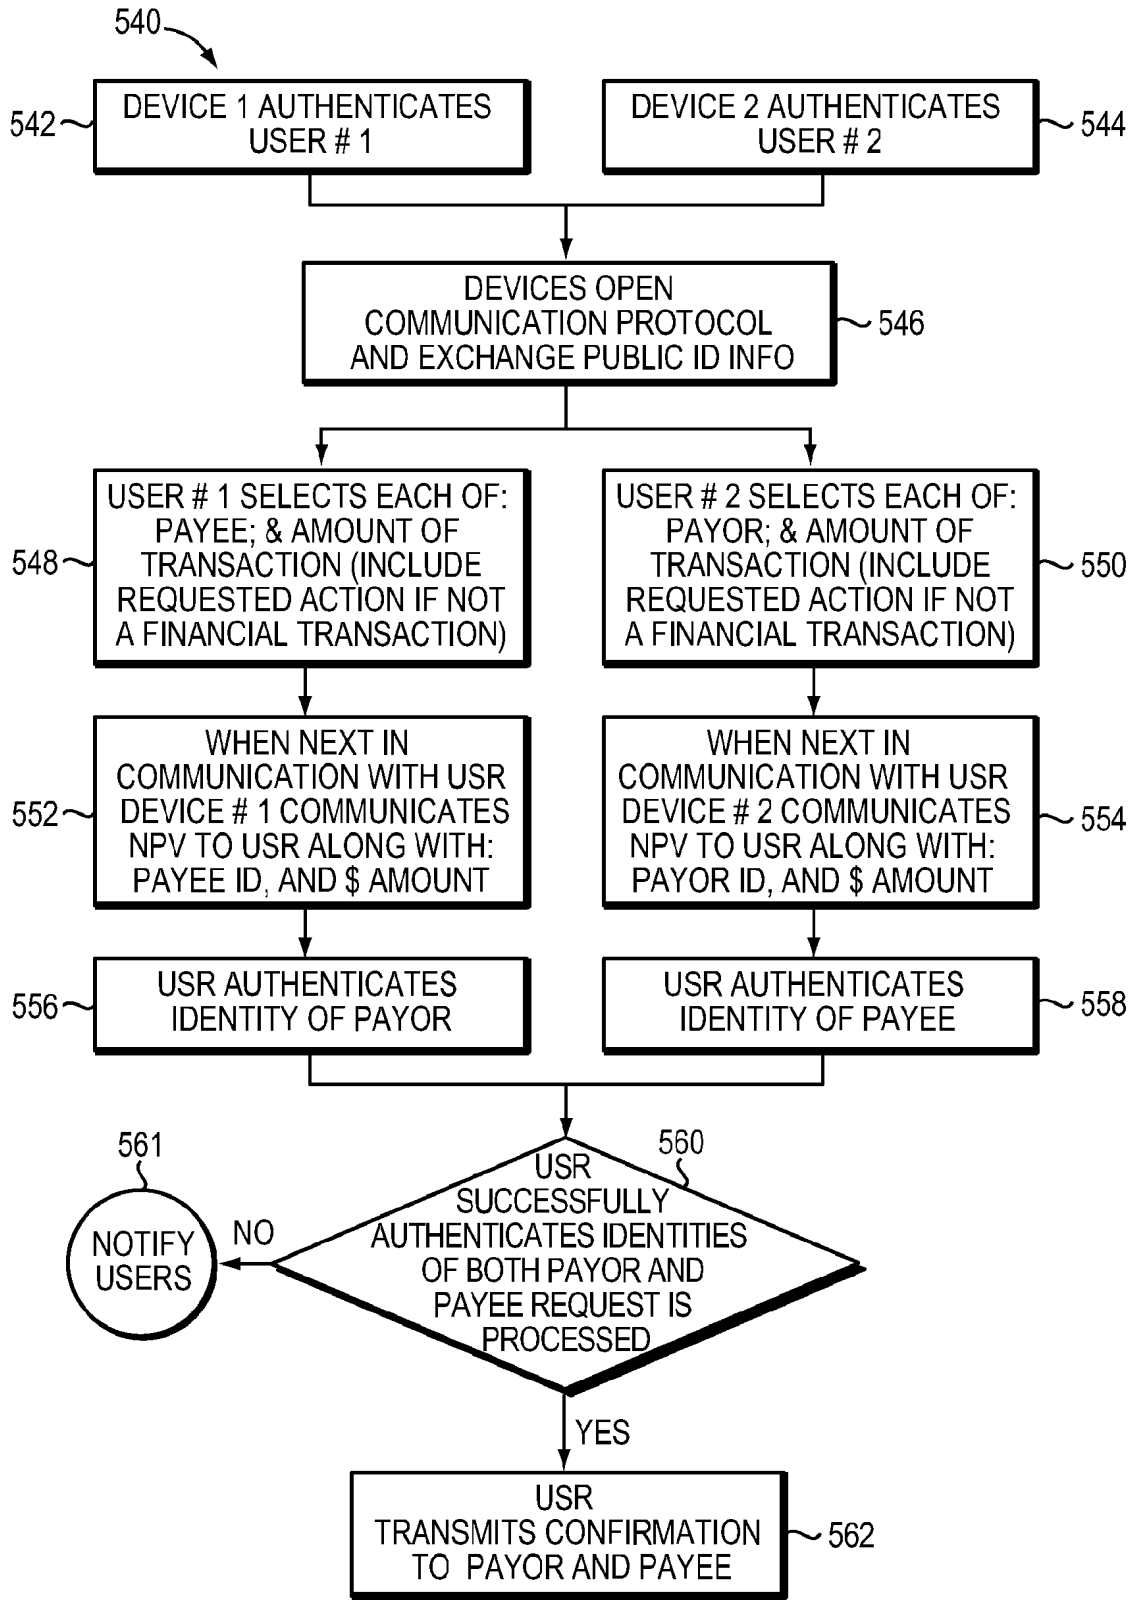 540
542
DEVICE 1 AUTHENTICATES
USER # 1
DEVICE 2 AUTHENTICATES
USER # 2
544
DEVICES OPEN
COMMUNICATION PROTOCOL
AND EXCHANGE PUBLIC ID INFO
546
548
USER # 1 SELECTS EACH OF:
PAYEE; & AMOUNT OF
TRANSACTION (INCLUDE
REQUESTED ACTION IF NOT
A FINANCIAL TRANSACTION)
USER # 2 SELECTS EACH OF:
PAYOR; & AMOUNT OF
TRANSACTION (INCLUDE
REQUESTED ACTION IF NOT
A FINANCIAL TRANSACTION)
550
552
WHEN NEXT IN
COMMUNICATION WITH USR
DEVICE # 1 COMMUNICATES
NPV TO USR ALONG WITH:
PAYEE ID, AND $ AMOUNT
WHEN NEXT IN
COMMUNICATION WITH USR
DEVICE # 2 COMMUNICATES
NPV TO USR ALONG WITH:
PAYOR ID, AND $ AMOUNT
554
556
USR AUTHENTICATES
IDENTITY OF PAYOR
USR AUTHENTICATES
IDENTITY OF PAYEE
558
561
NOTIFY
USERS
NO
560
USR
SUCCESSFULLY
AUTHENTICATES IDENTITIES
OF BOTH PAYOR AND
PAYEE REQUEST IS
PROCESSED
YES
USR
TRANSMITS CONFIRMATION
TO PAYOR AND PAYEE
562